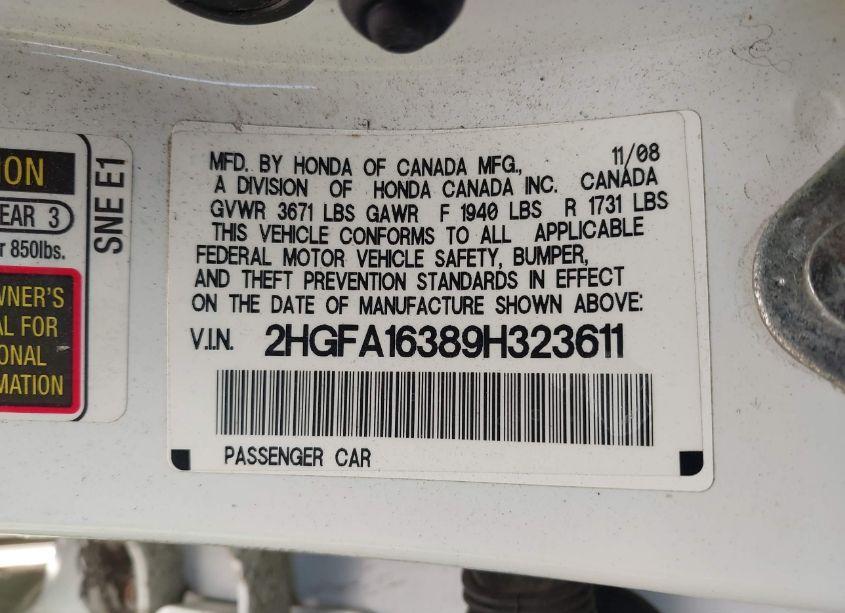 ION
EAR 3
r 850lbs.
WNER'S
AL FOR
ONAL
MATION
SNE E1
MFD. BY HONDA OF CANADA MFG., 11/08
A DIVISION OF HONDA CANADA INC. CANADA
GVWR 3671 LBS GAWR F 1940 LBS R 1731 LBS
THIS VEHICLE CONFORMS TO ALL APPLICABLE
FEDERAL MOTOR VEHICLE SAFETY, BUMPER,
AND THEFT PREVENTION STANDARDS IN EFFECT
ON THE DATE OF MANUFACTURE SHOWN ABOVE:
V.I.N. 2HGFA16389H323611
PASSENGER CAR